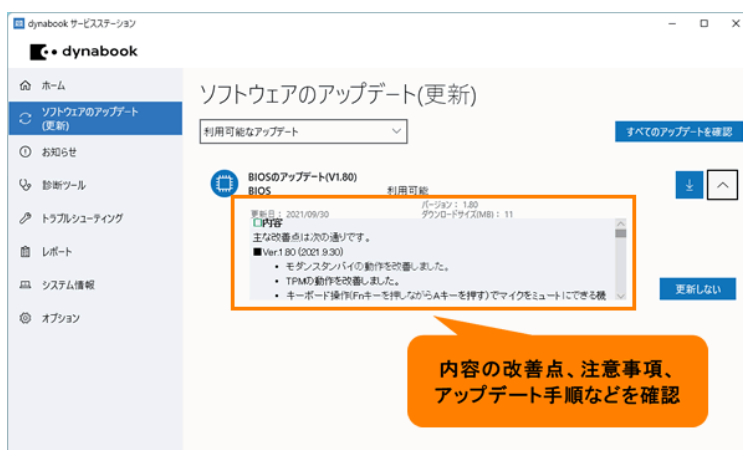 dynabook サービスステーション
dynabook
ホーム
ソフトウェアのアップデート
(更新)
お知らせ
診断ツール
トラブルシューティング
レポート
システム情報
オプション
ソフトウェアのアップデート(更新)
利用可能なアップデート
すべてのアップデートを確認
BIOSのアップデート(V1.80)
BIOS 利用可能
バージョン： 1.80
更新日： 2021/09/30 ダウンロードサイズ(MB)： 11
□内容
主な改善点は次の通りです。
■Ver.1.80 (2021.9.30)
• モダンスタンバイの動作を改善しました。
• TPMの動作を改善しました。
• キーボード操作(Fnキーを押しながらAキーを押す)でマイクをミュートにできる機
更新しない
内容の改善点、注意事項、
アップデート手順などを確認